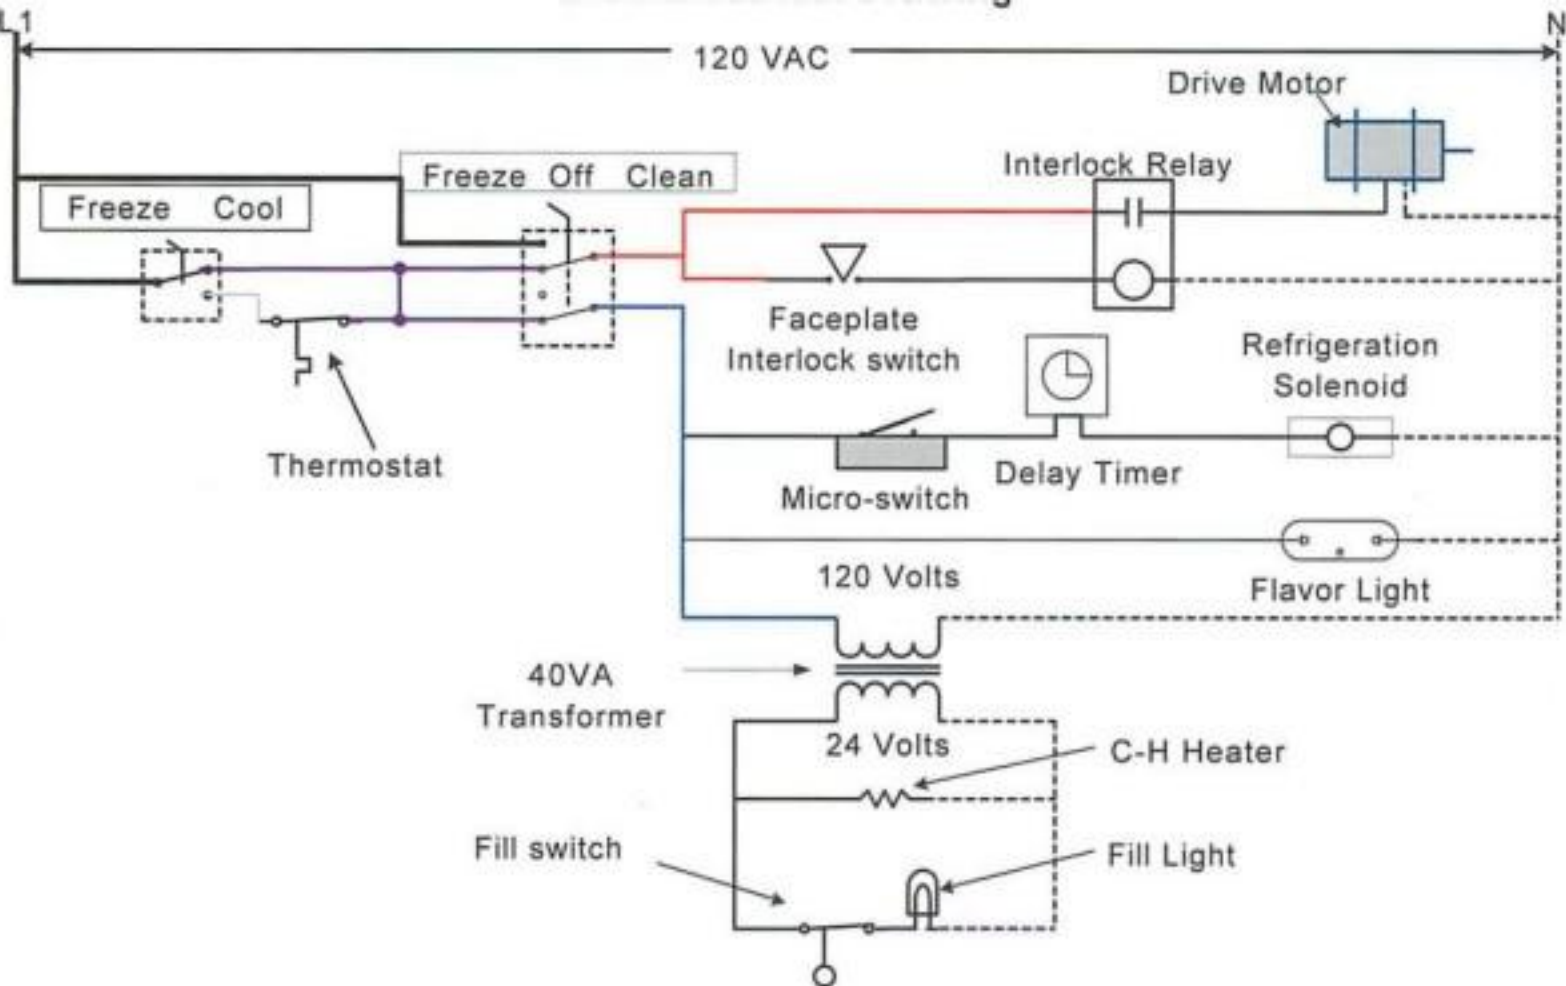 L1
N
120 VAC
Drive Motor
Interlock Relay
Freeze Off Clean
Freeze Cool
Faceplate
Interlock switch
Refrigeration
Solenoid
Thermostat
Delay Timer
Micro-switch
120 Volts
Flavor Light
40VA
Transformer
24 Volts
C-H Heater
Fill switch
Fill Light